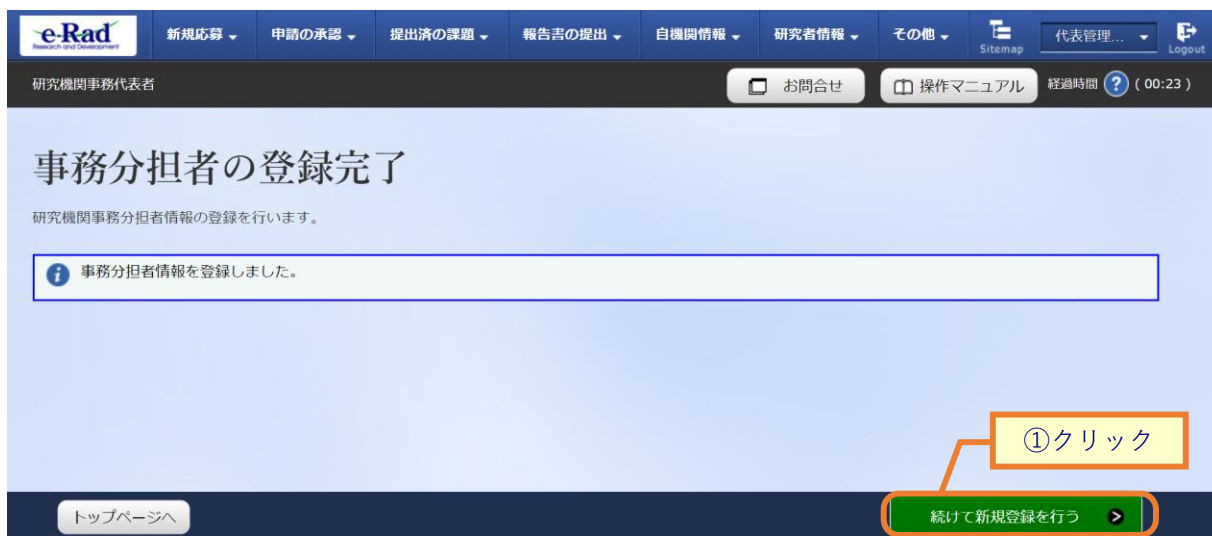 e-Rad
Research and Development
新規応募
申請の承認
提出済の課題
報告書の提出
自機関情報
研究者情報
その他
Sitemap
代表管理...
Logout
研究機関事務代表者
お問合せ
操作マニュアル
経過時間 ? ( 00:23 )
事務分担者の登録完了
研究機関事務分担者情報の登録を行います。
i 事務分担者情報を登録しました。
①クリック
トップページへ
続けて新規登録を行う